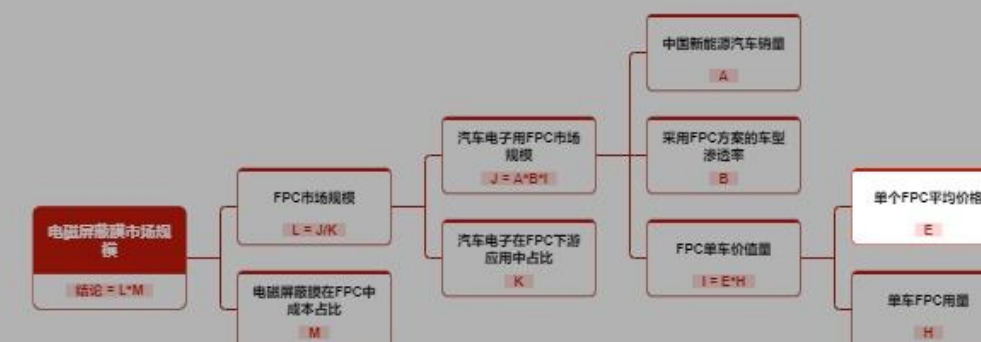 中国新能源汽车销量
A
汽车电子用FPC市场
规模
J = A*B*I
采用FPC方案的车型
渗透率
B
FPC市场规模
L = J/K
单个FPC平均价格
E
电磁屏蔽膜市场规
模
结论 = L*M
汽车电子在FPC下游
应用中占比
K
FPC单车价值量
I = E*H
电磁屏蔽膜在FPC中
成本占比
M
单车FPC用量
H